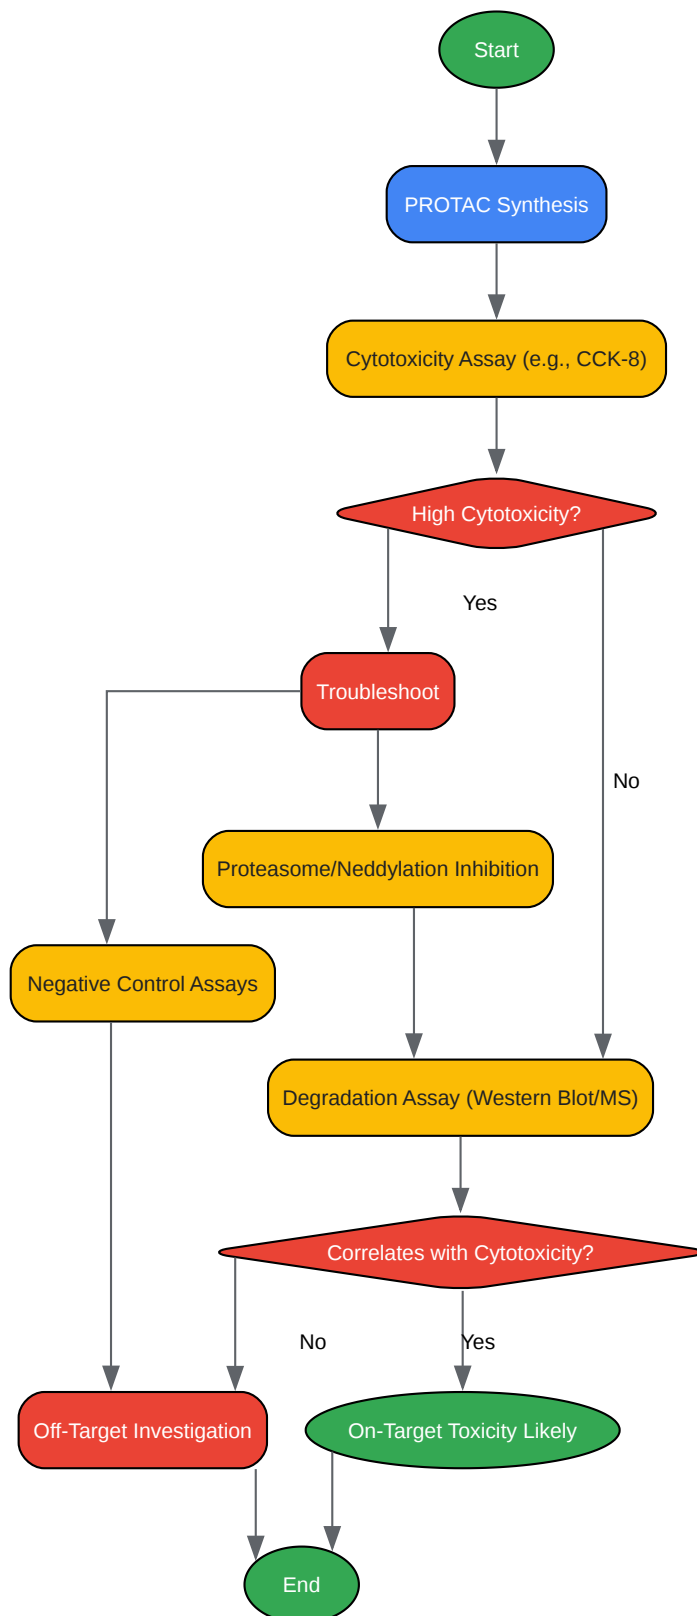 Start
PROTAC Synthesis
Cytotoxicity Assay (e.g., CCK-8)
High Cytotoxicity?
Yes
Troubleshoot
No
Proteasome/Neddylation Inhibition
Negative Control Assays
Degradation Assay (Western Blot/MS)
Correlates with Cytotoxicity?
No
Yes
Off-Target Investigation
On-Target Toxicity Likely
End